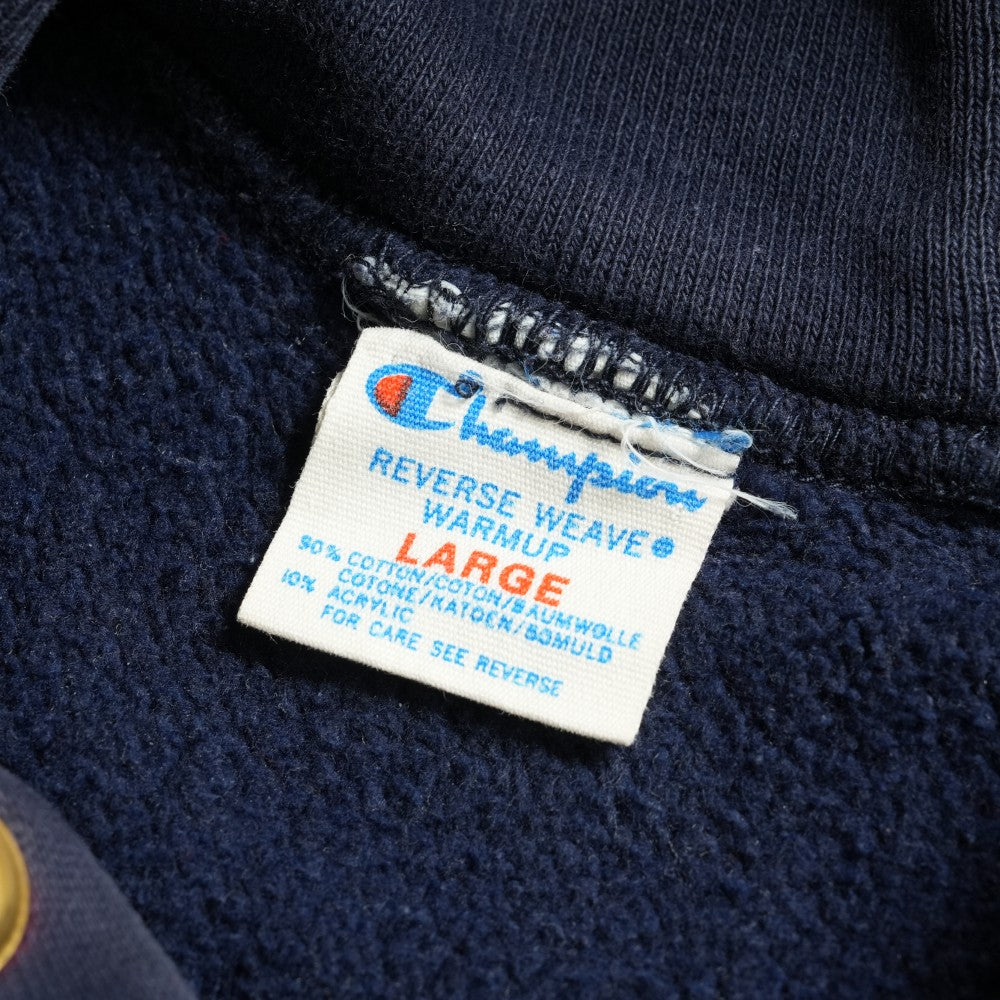 Champion
REVERSE WEAVE®
WARMUP
LARGE
90% COTTON/COTON/BAUMWOLLE
COTONE/KATOEN/BOMULD
10% ACRYLIC
FOR CARE SEE REVERSE